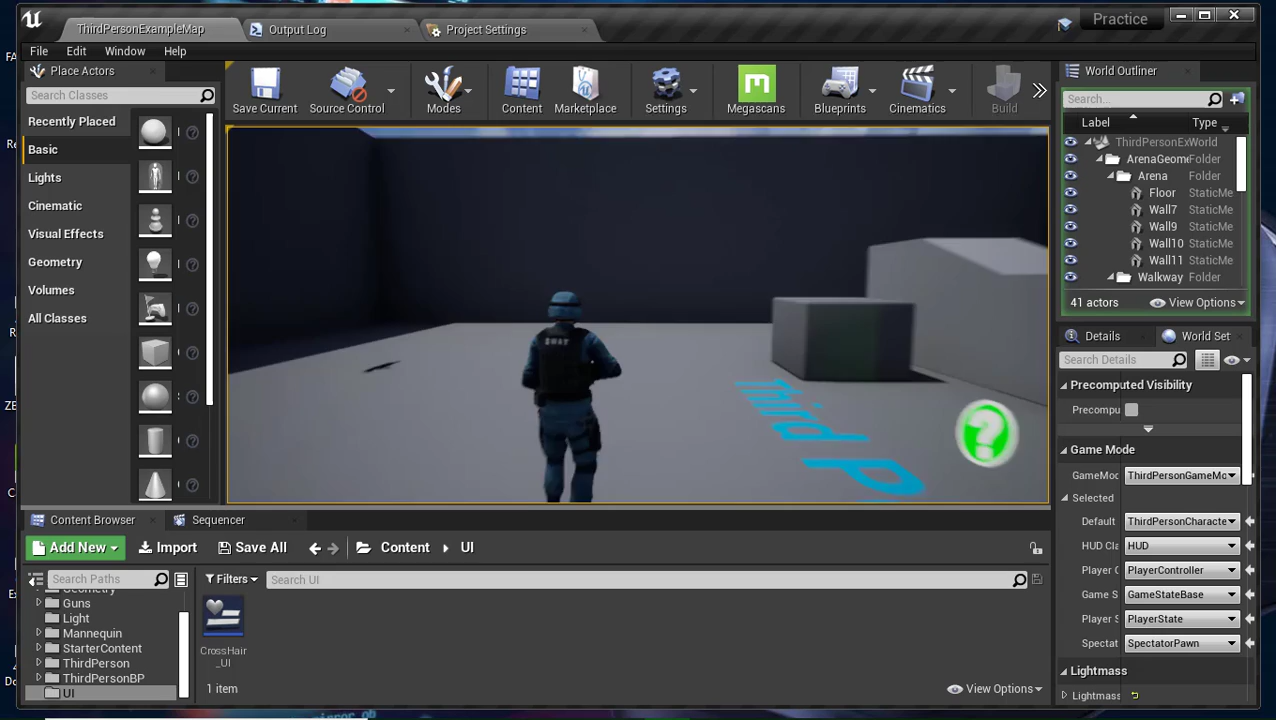 ThirdPersonExampleMap
Output Log
Project Settings
Practice
File Edit Window Help
Place Actors
Search Classes
Recently Placed
Basic
Lights
Cinematic
Visual Effects
Geometry
Volumes
All Classes
Save Current
Source Control
Modes
Content
Marketplace
Settings
Megascans
Blueprints
Cinematics
Build
SWAT
World Outliner
Search...
Label Type
ThirdPersonEx World
ArenaGeom Folder
Arena Folder
Floor StaticMe
Wall7 StaticMe
Wall9 StaticMe
Wall10 StaticMe
Wall11 StaticMe
Walkway Folder
41 actors View Options
Details
World Set
Search Details
Precomputed Visibility
Precompu
Game Mode
GameMod ThirdPersonGameMo
Selected
Default ThirdPersonCharacte
HUD Cla HUD
Player C PlayerController
Game S GameStateBase
Player S PlayerState
Spectat SpectatorPawn
Lightmass
Lightmass
Content Browser
Sequencer
Add New Import Save All Content UI
Search Paths
Filters
Search UI
Guns
Light
Mannequin
StarterContent
ThirdPerson
ThirdPersonBP
UI
CrossHair
_UI
1 item
View Options